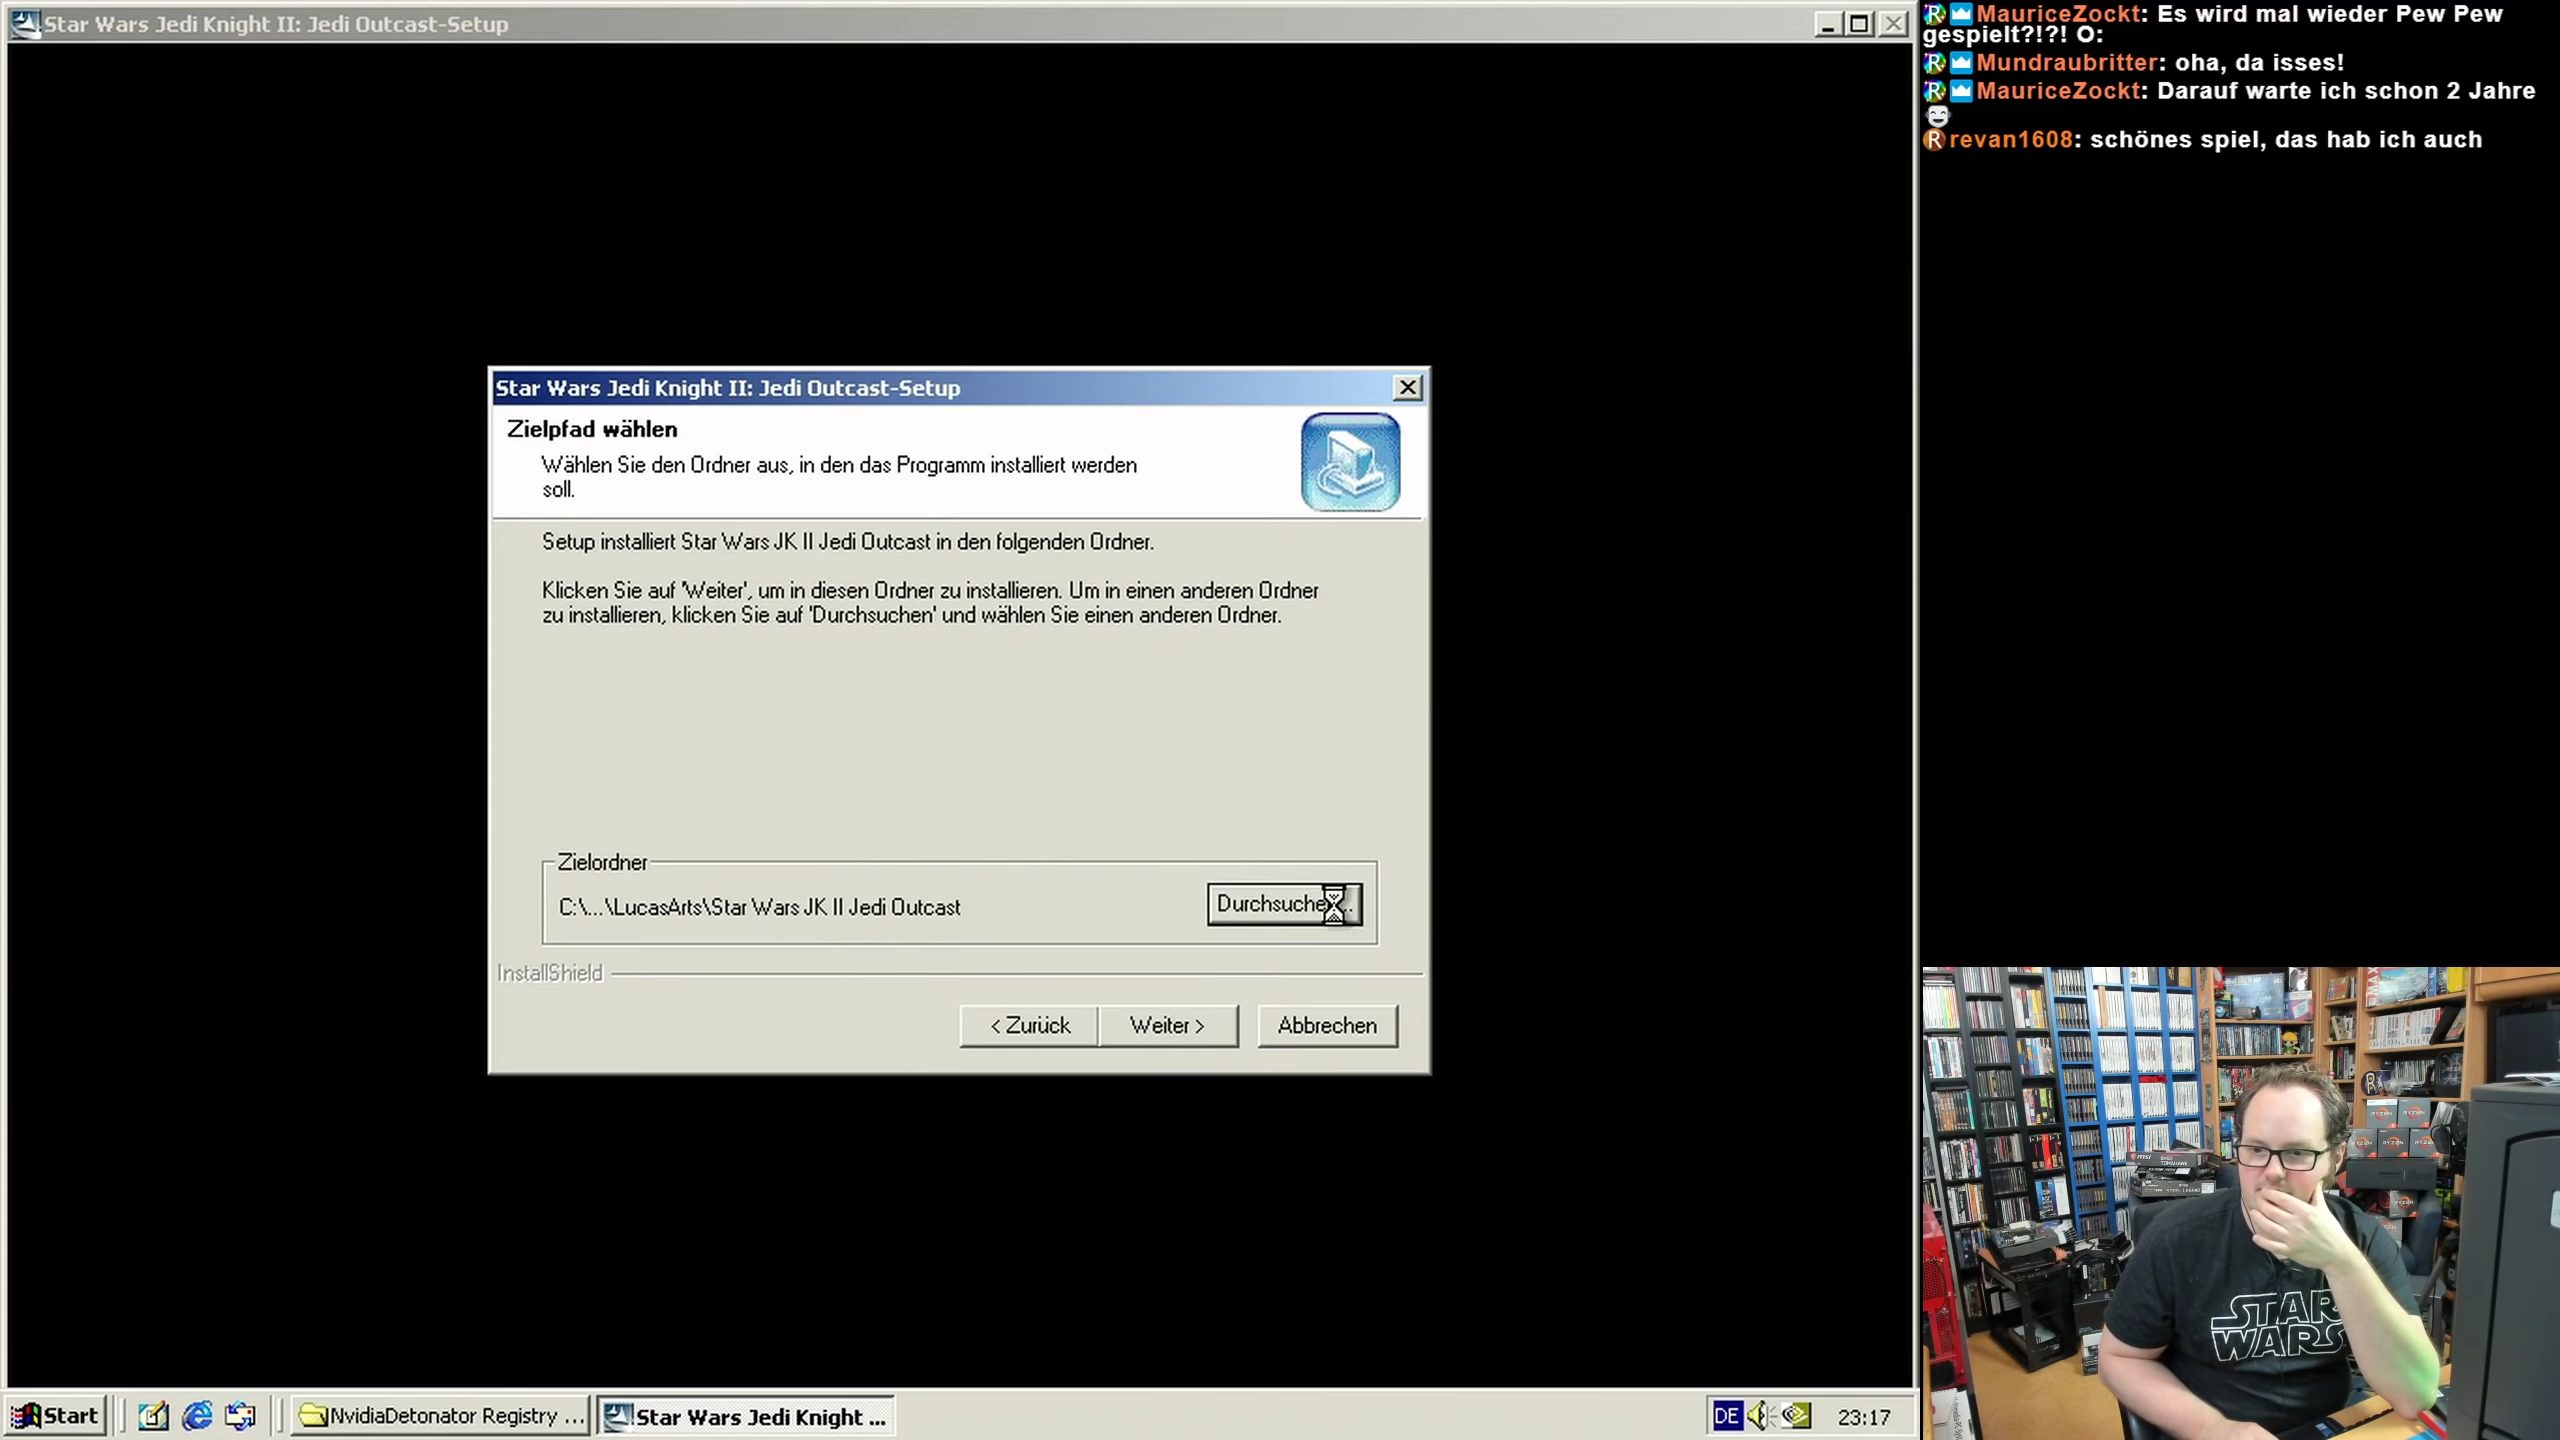 Star Wars Jedi Knight II: Jedi Outcast-Setup
Star Wars Jedi Knight II: Jedi Outcast-Setup
Zielpfad wählen
Wählen Sie den Ordner aus, in den das Programm installiert werden
soll.
Setup installiert Star Wars JK II Jedi Outcast in den folgenden Ordner.
Klicken Sie auf 'Weiter', um in diesen Ordner zu installieren. Um in einen anderen Ordner
zu installieren, klicken Sie auf 'Durchsuchen' und wählen Sie einen anderen Ordner.
Zielordner
C:\...\LucasArts\Star Wars JK II Jedi Outcast
InstallShield
< Zurück
Weiter >
Abbrechen
Start
NvidiaDetonator Registry ...
Star Wars Jedi Knight ...
DE
23:17
MauriceZockt: Es wird mal wieder Pew Pew
gespielt?!?! O:
Mundraubritter: oha, da isses!
MauriceZockt: Darauf warte ich schon 2 Jahre
revan1608: schönes spiel, das hab ich auch
STAR
WARS